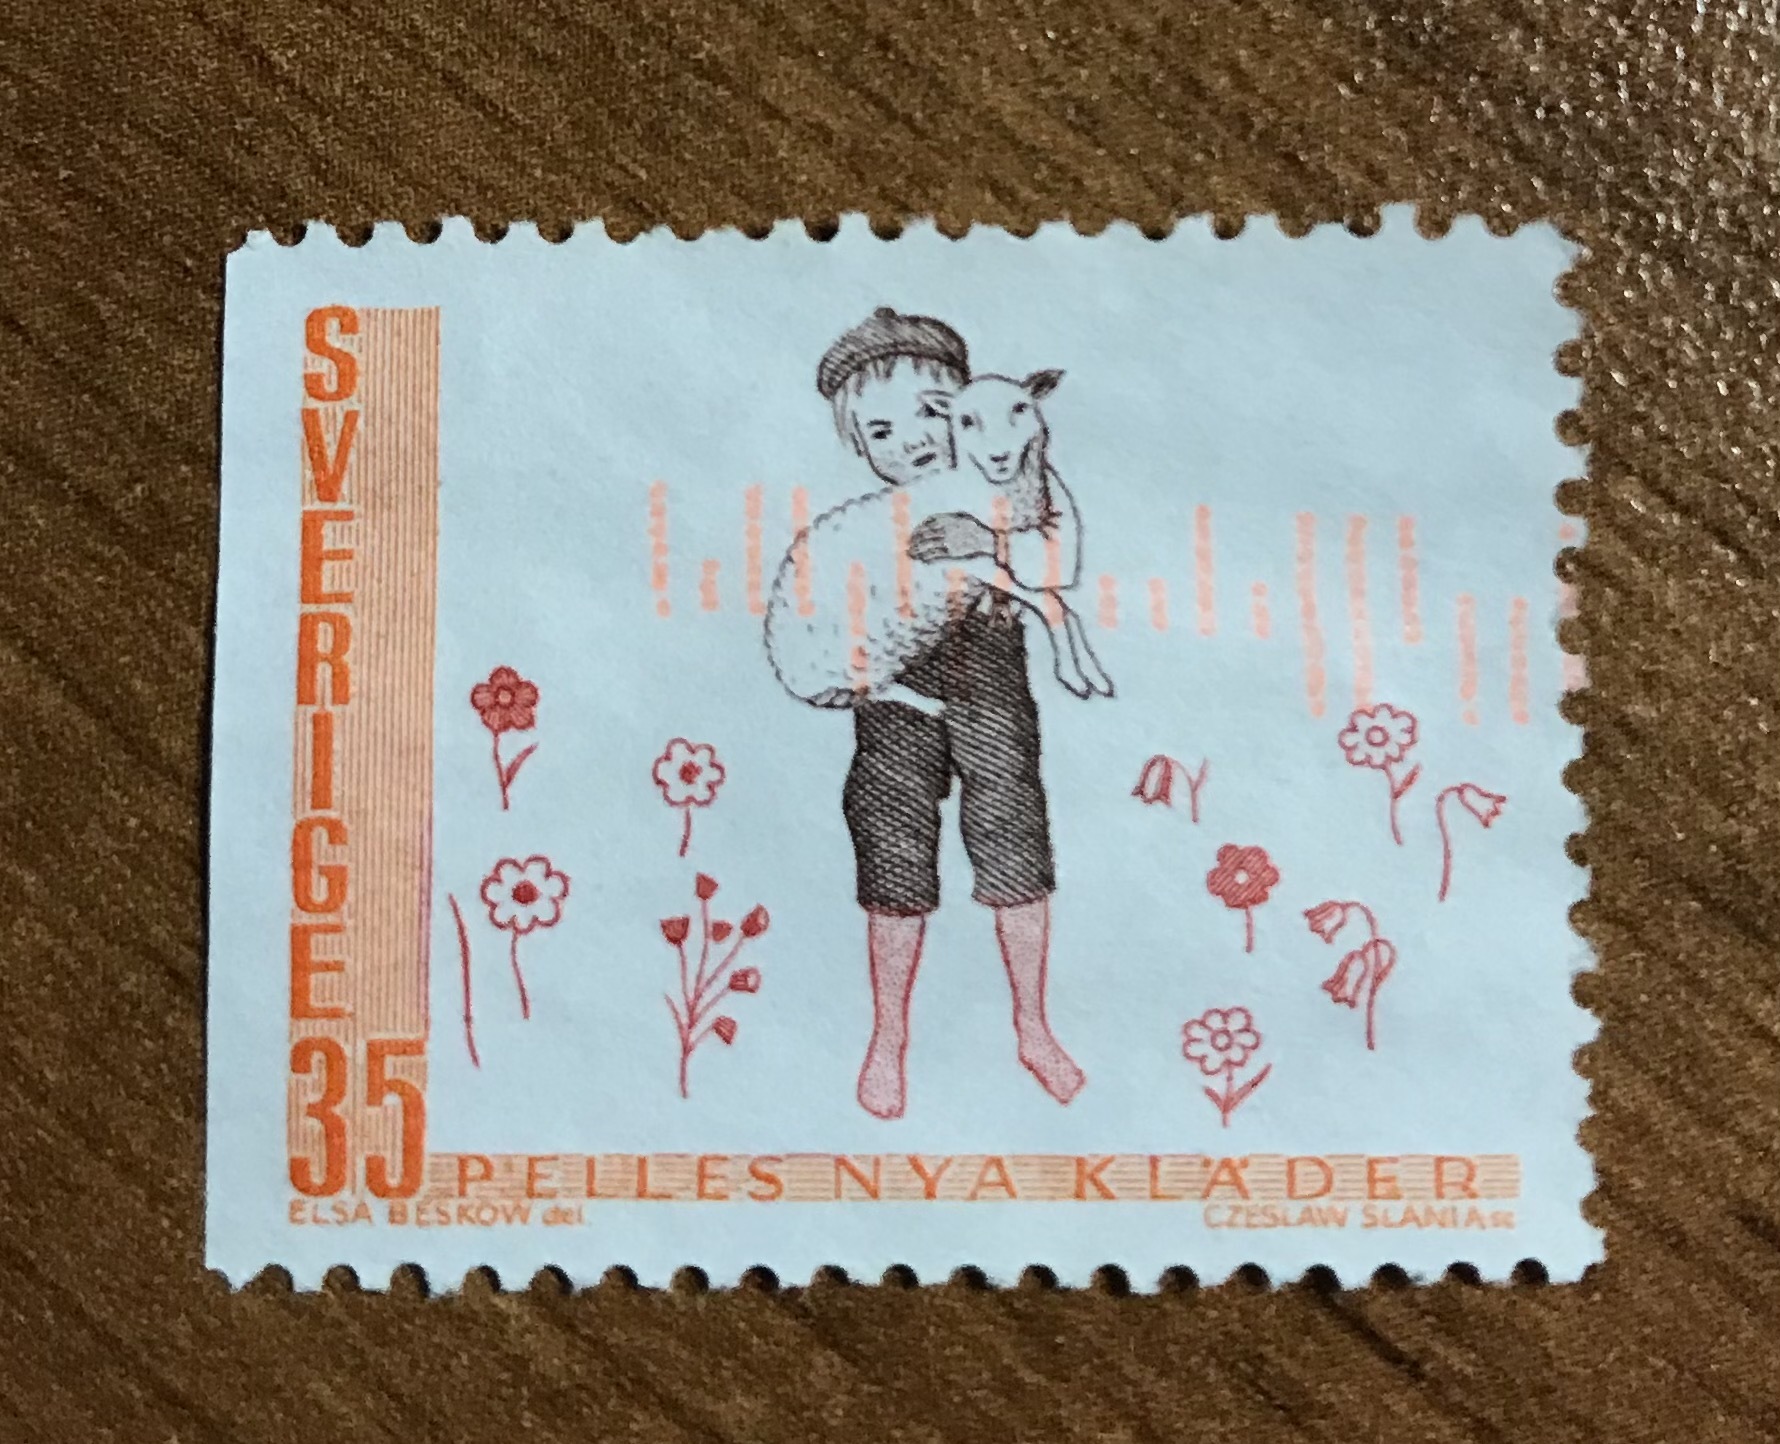 SVERIGE
35 PELLES NYA KLÄDER
ELSA BESKOW del. CZESLAW SLANIA sc